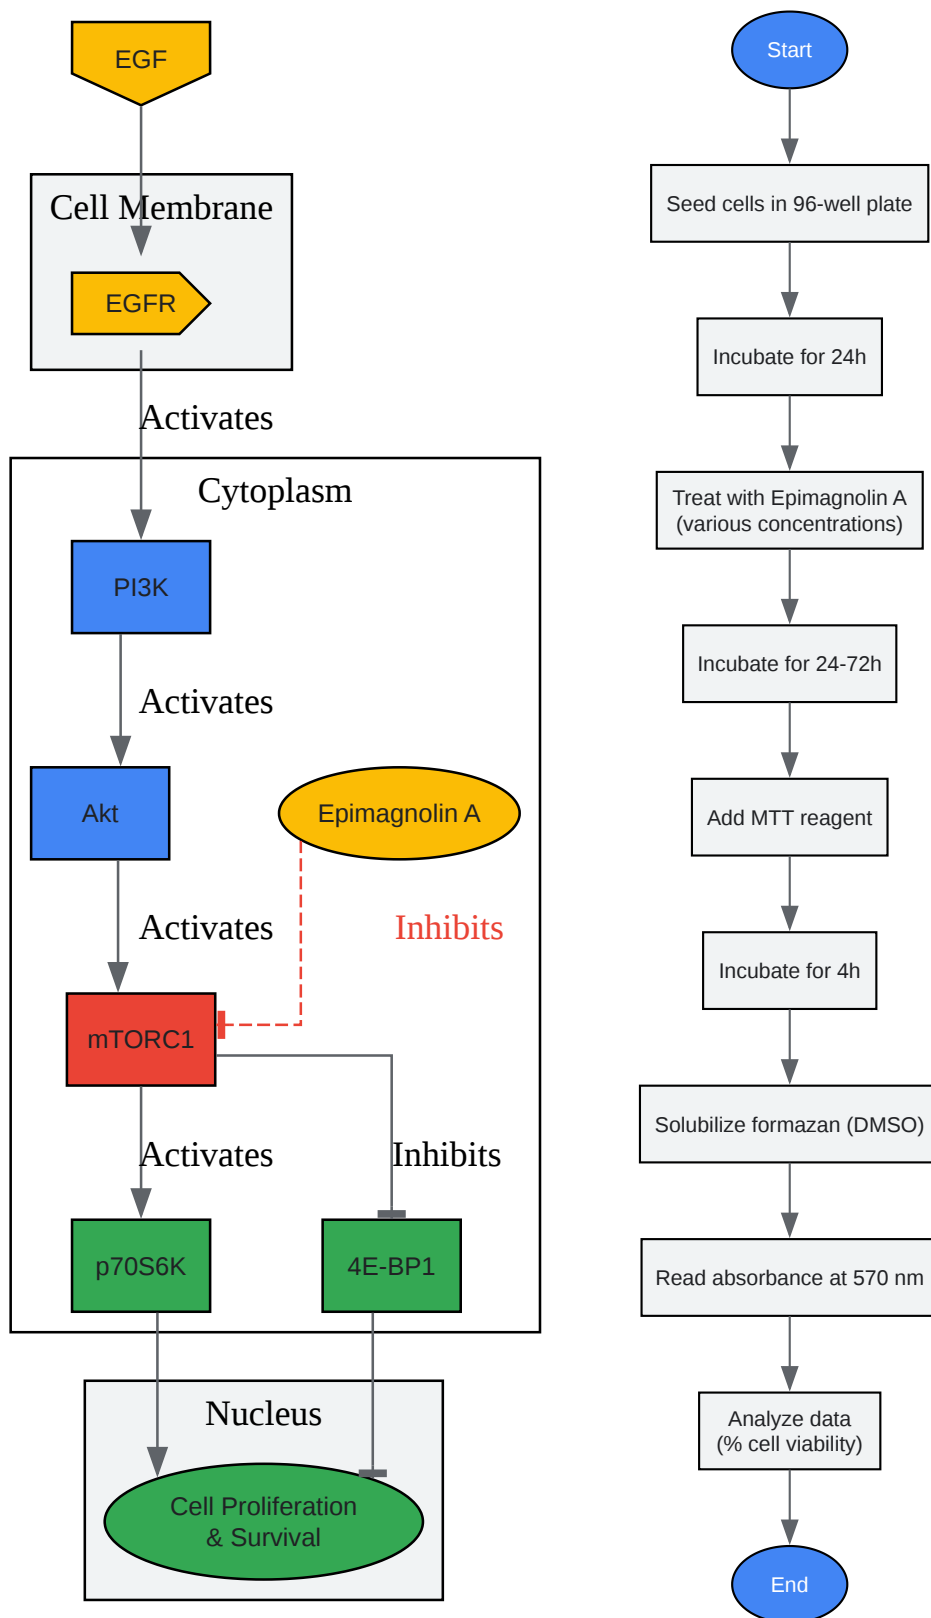 EGF
Cell Membrane
EGFR
Activates
Cytoplasm
PI3K
Activates
Akt
Epimagnolin A
Activates
Inhibits
mTORC1
Activates
Inhibits
p70S6K
4E-BP1
Nucleus
Cell Proliferation
& Survival
Start
Seed cells in 96-well plate
Incubate for 24h
Treat with Epimagnolin A
(various concentrations)
Incubate for 24-72h
Add MTT reagent
Incubate for 4h
Solubilize formazan (DMSO)
Read absorbance at 570 nm
Analyze data
(% cell viability)
End